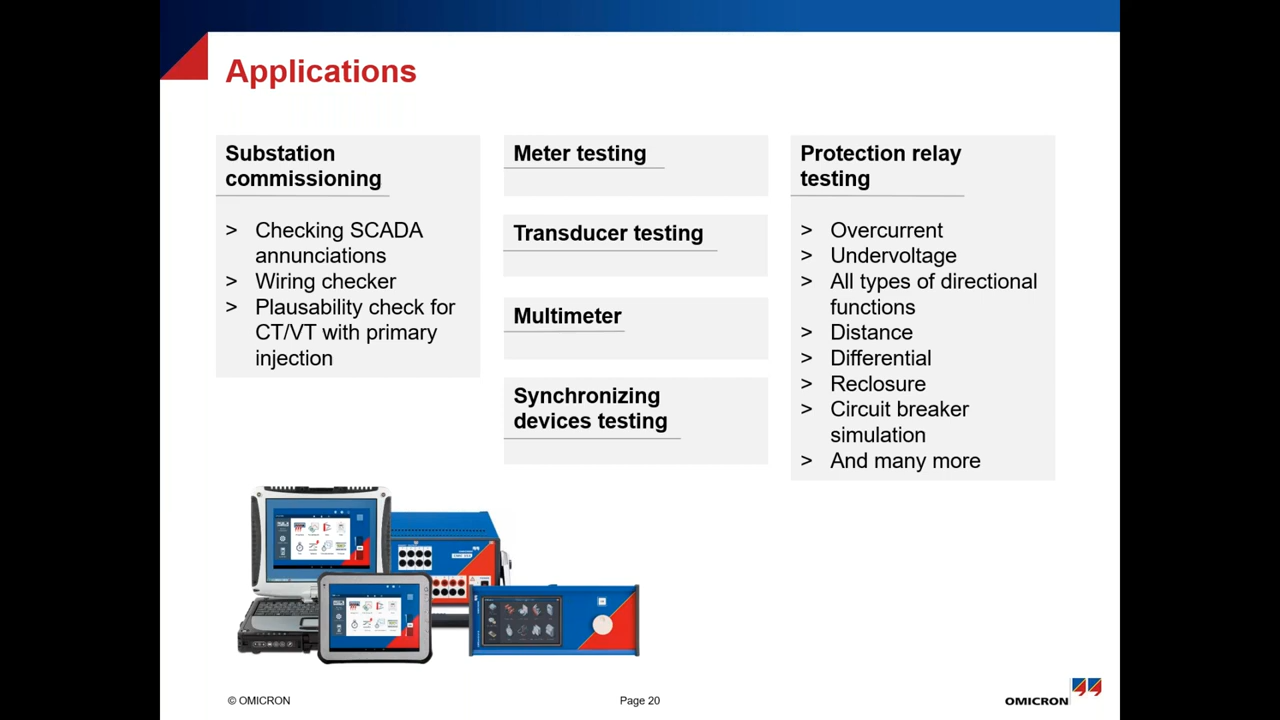 Applications
Substation
commissioning
> Checking SCADA
annunciations
> Wiring checker
> Plausability check for
CT/VT with primary
injection
Meter testing
Transducer testing
Multimeter
Synchronizing
devices testing
Protection relay
testing
> Overcurrent
> Undervoltage
> All types of directional
functions
> Distance
> Differential
> Reclosure
> Circuit breaker
simulation
> And many more
© OMICRON
Page 20
OMICRON